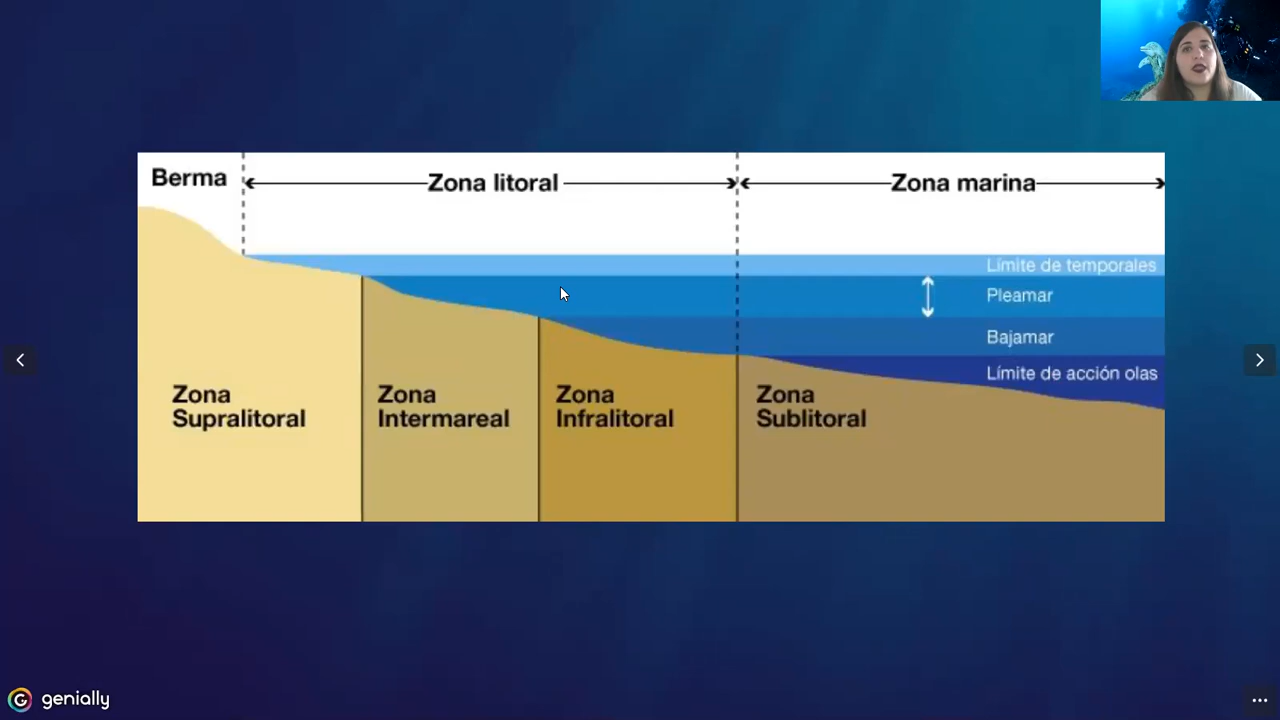 Berma
Zona litoral
Zona marina
Límite de temporales
Pleamar
Bajamar
Límite de acción olas
Zona
Supralitoral
Zona
Intermareal
Zona
Infralitoral
Zona
Sublitoral
genially